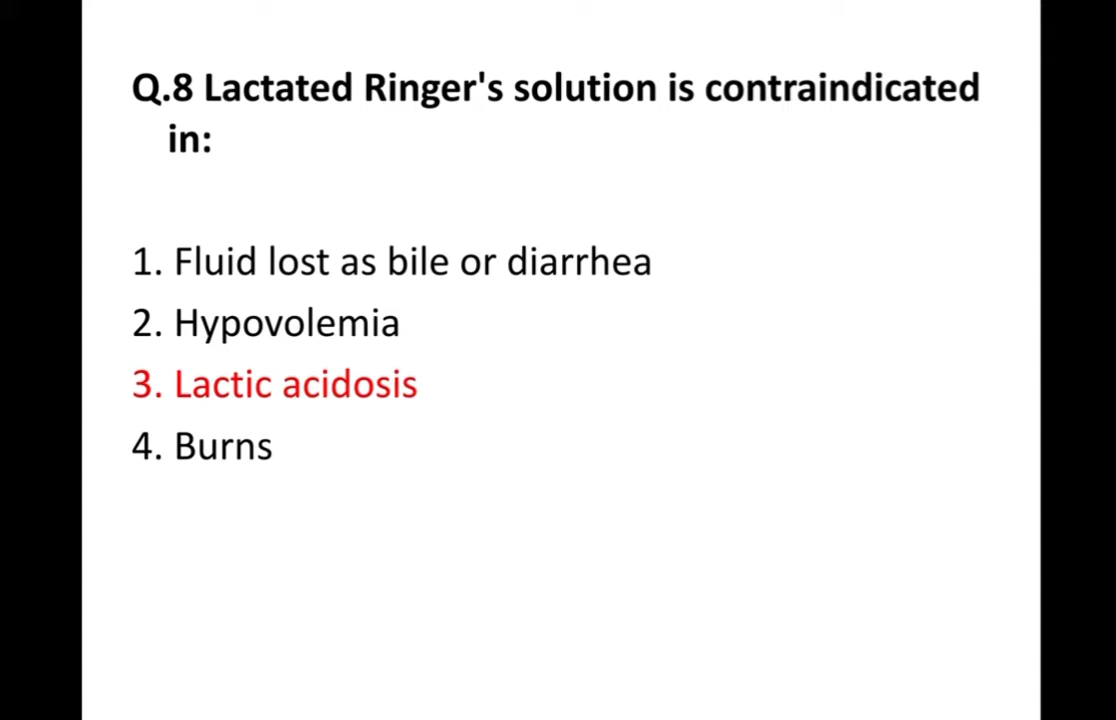 Q.8 Lactated Ringer's solution is contraindicated
in:
1. Fluid lost as bile or diarrhea
2. Hypovolemia
3. Lactic acidosis
4. Burns